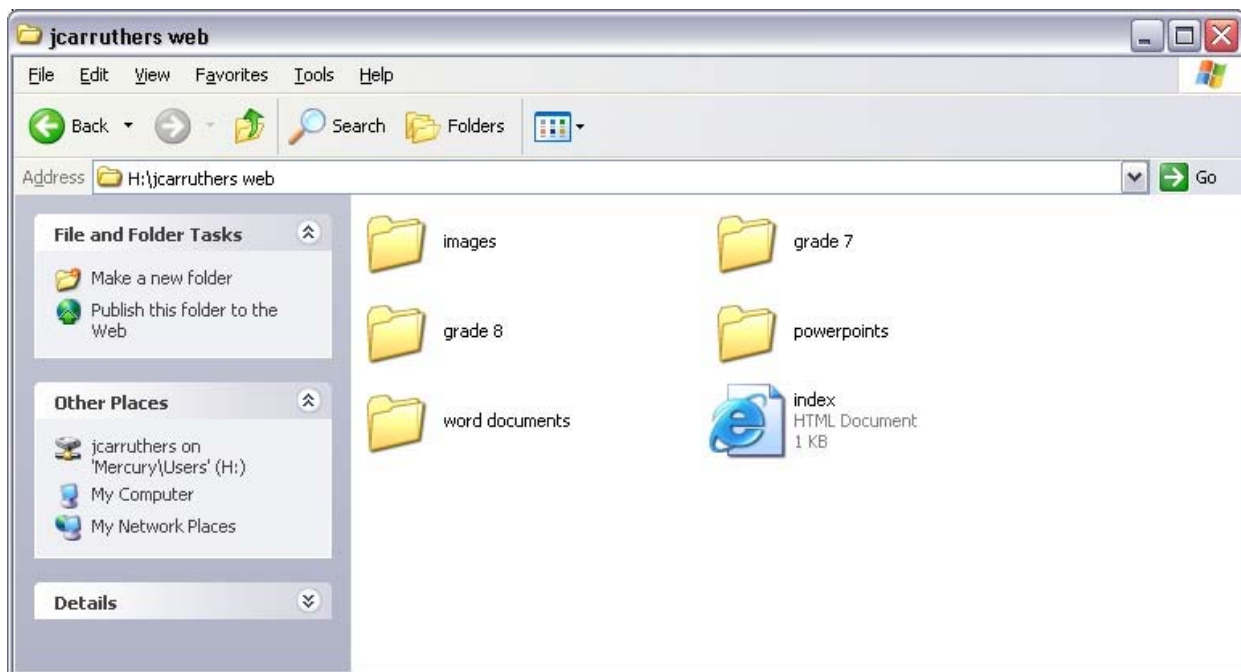 jcarruthers web
File Edit View Favorites Tools Help
Back Search Folders
Address H:\jcarruthers web Go
File and Folder Tasks
Make a new folder
Publish this folder to the
Web
Other Places
jcarruthers on
'Mercury\Users' (H:)
My Computer
My Network Places
Details
images
grade 7
grade 8
powerpoints
word documents
index
HTML Document
1 KB